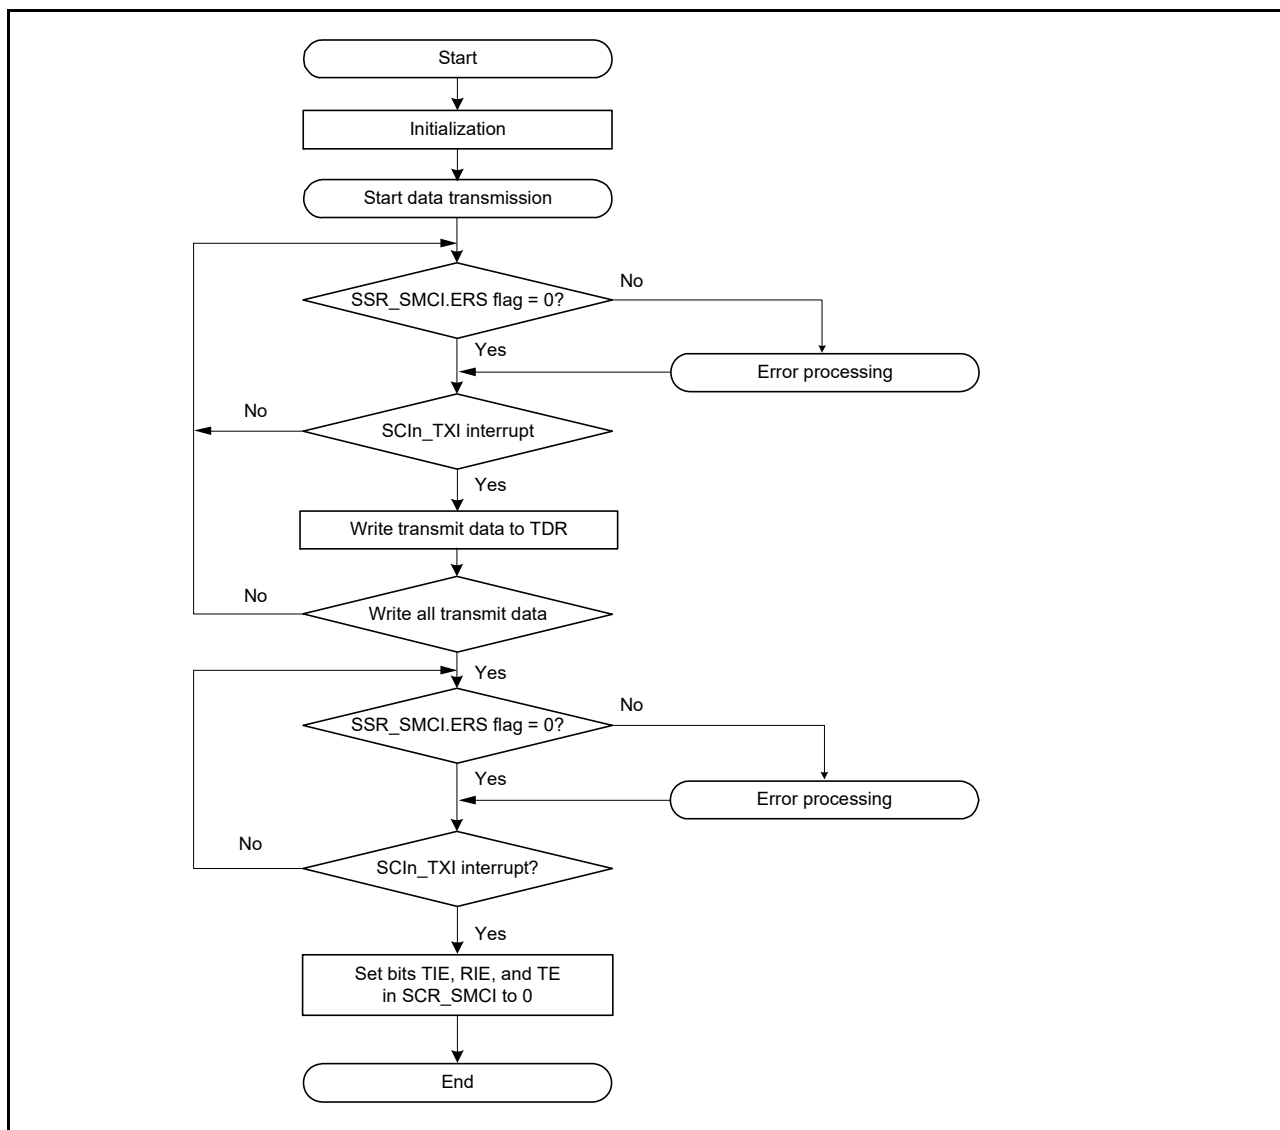 Start
Initialization
Start data transmission
SSR_SMCI.ERS flag = 0?
No
Yes
Error processing
No
SCIn_TXI interrupt
Yes
Write transmit data to TDR
No
Write all transmit data
Yes
SSR_SMCI.ERS flag = 0?
No
Yes
Error processing
No
SCIn_TXI interrupt?
Yes
Set bits TIE, RIE, and TE
in SCR_SMCI to 0
End